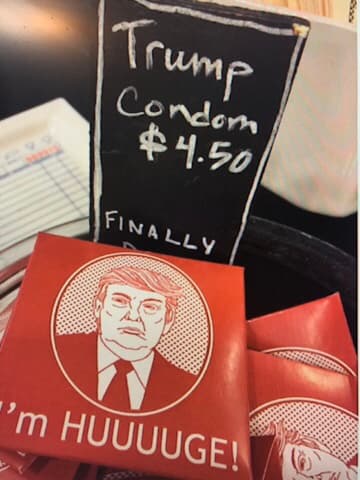 Trump
Condom
$4.50
FINALLY
I'm HUUUUGE!